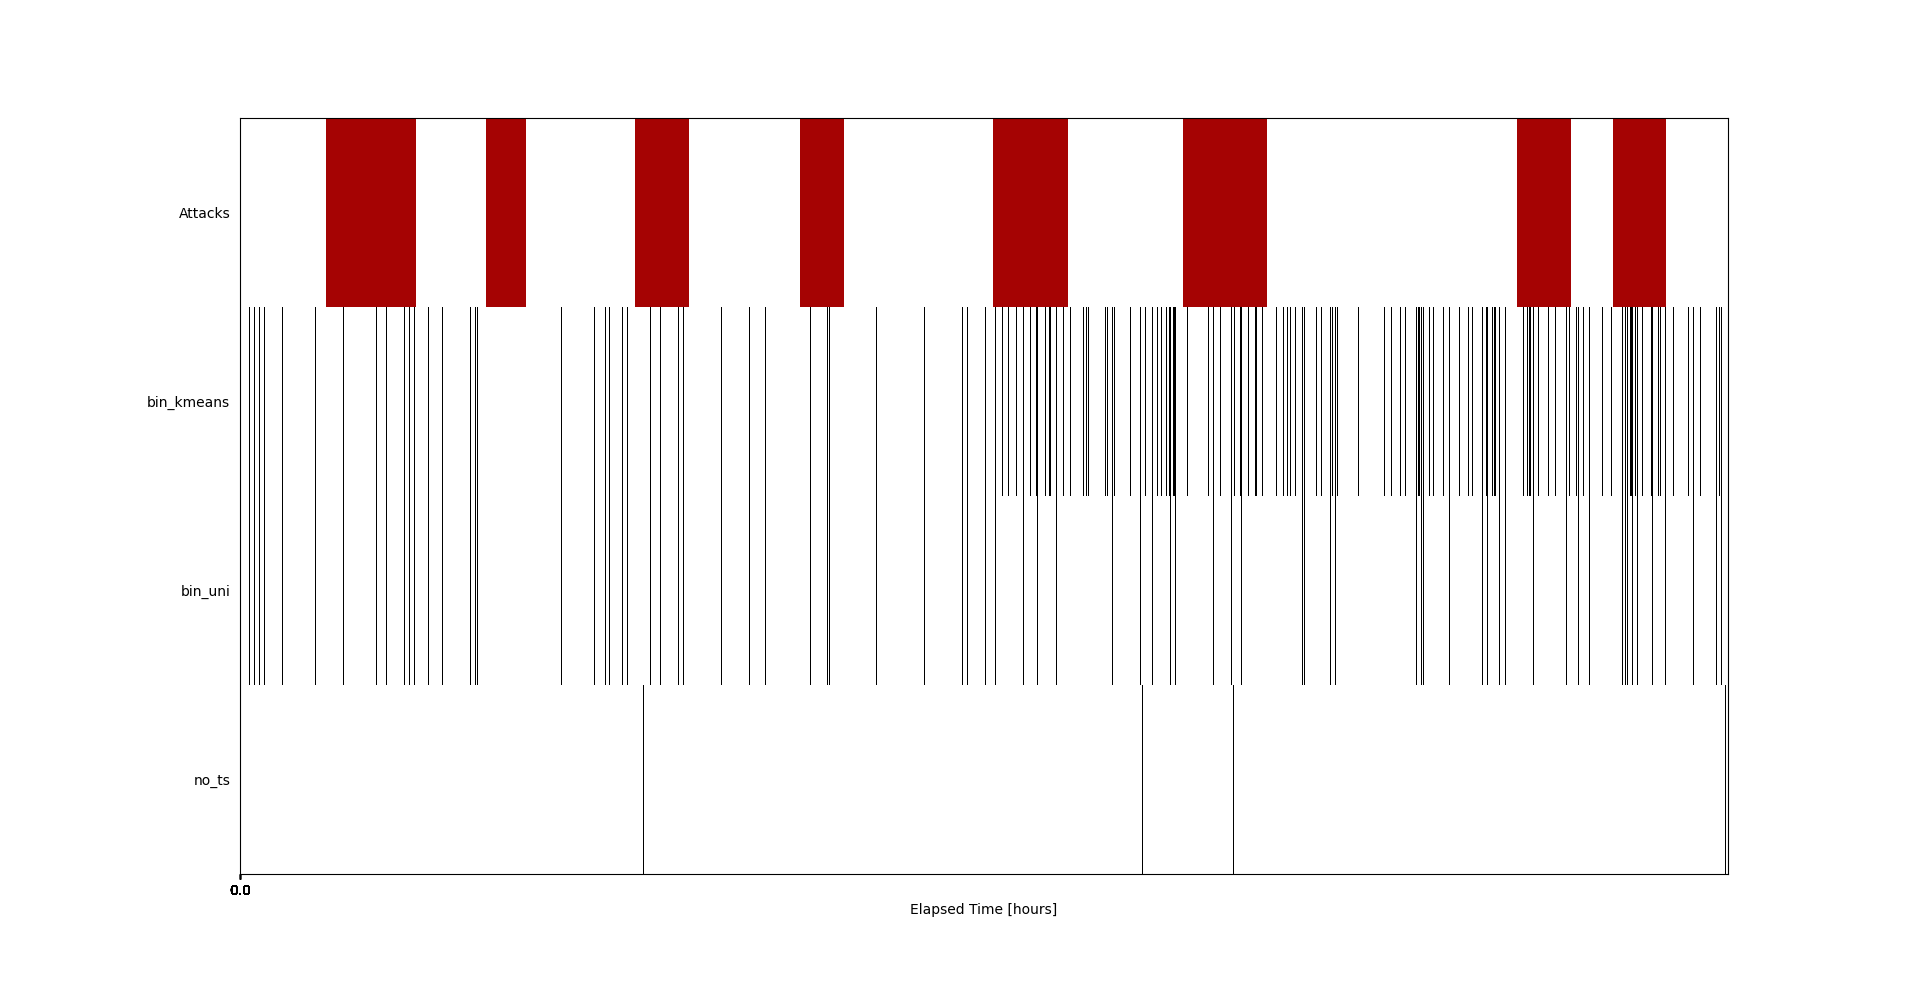 Attacks
bin_kmeans
bin_uni
no_ts
0.0
Elapsed Time [hours]